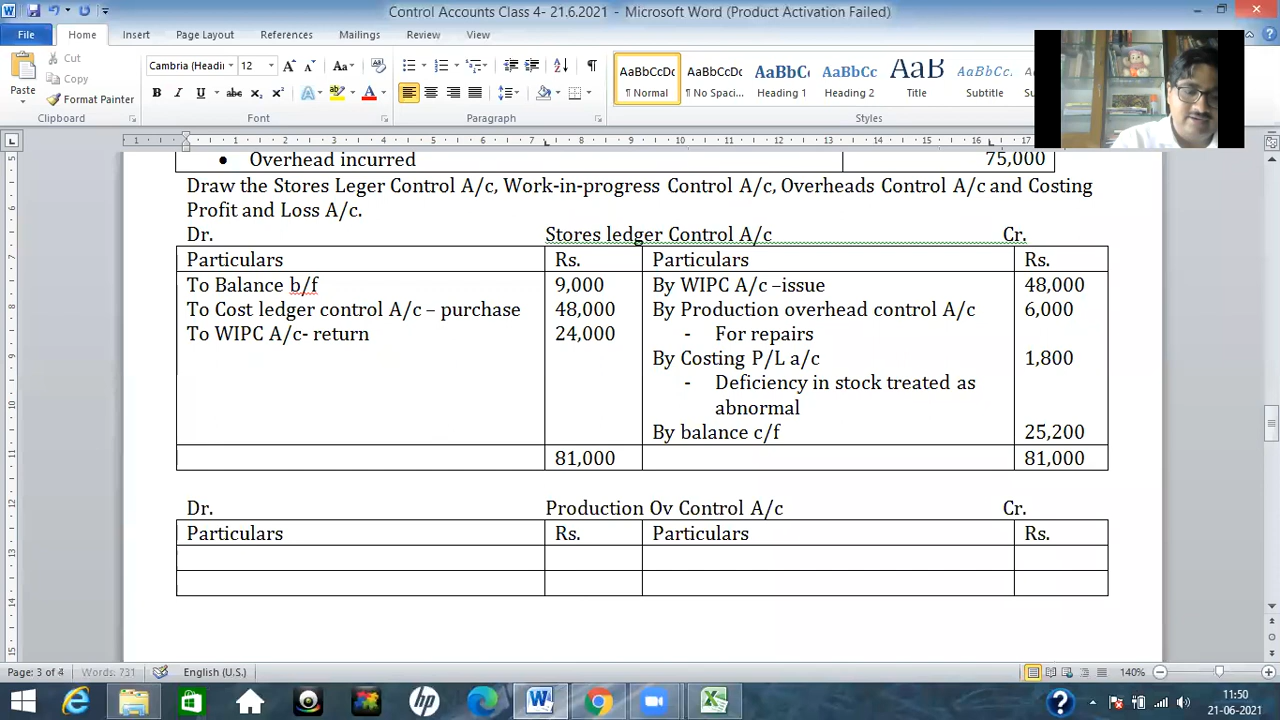 Control Accounts Class 4- 21.6.2021 - Microsoft Word (Product Activation Failed)
File Home Insert Page Layout References Mailings Review View
Cut
Copy
Format Painter
Paste
Clipboard
Cambria (Headi 12
Font
Paragraph
AaBbCcDc AaBbCcDc AaBbC AaBbCc AaB AaBbCcL
¶ Normal ¶ No Spaci... Heading 1 Heading 2 Title Subtitle
Styles
• Overhead incurred 75,000
Draw the Stores Leger Control A/c, Work-in-progress Control A/c, Overheads Control A/c and Costing
Profit and Loss A/c.
Dr. Stores ledger Control A/c Cr.
Particulars Rs. Particulars Rs.
To Balance b/f 9,000 By WIPC A/c –issue 48,000
To Cost ledger control A/c – purchase 48,000 By Production overhead control A/c 6,000
To WIPC A/c- return 24,000 - For repairs
By Costing P/L a/c 1,800
- Deficiency in stock treated as
abnormal
By balance c/f 25,200
81,000 81,000
Dr. Production Ov Control A/c Cr.
Particulars Rs. Particulars Rs.
Page: 3 of 4 Words: 731 English (U.S.) 140%
11:50
21-06-2021